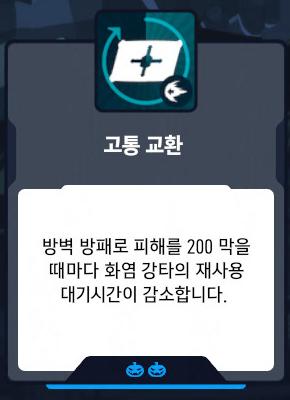 고통 교환
방벽 방패로 피해를 200 막을
때마다 화염 강타의 재사용
대기시간이 감소합니다.